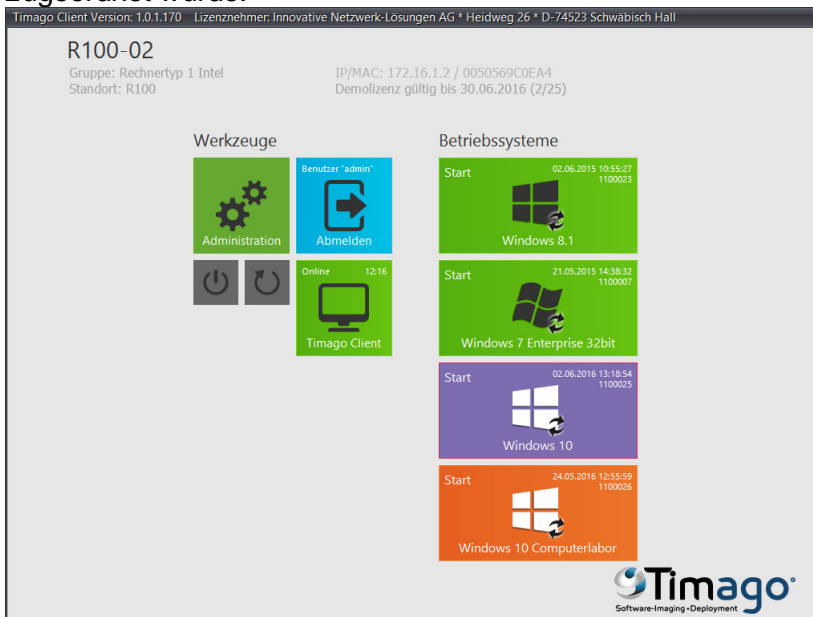 zugeordnet wurde.
Timago Client Version: 1.0.1.170 Lizenznehmer: Innovative Netzwerk-Lösungen AG * Heidweg 26 * D-74523 Schwäbisch Hall
R100-02
Gruppe: Rechnertyp 1 Intel
Standort: R100
IP/MAC: 172.16.1.2 / 0050569C0EA4
Demolizenz gültig bis 30.06.2016 (2/25)
Werkzeuge
Administration
Benutzer "admin"
Abmelden
Online 12:16
Timago Client
Betriebssysteme
Start 02.06.2015 10:55:27
1100023
Windows 8.1
Start 21.05.2015 14:38:32
1100007
Windows 7 Enterprise 32bit
Start 02.06.2016 13:18:54
1100025
Windows 10
Start 24.05.2016 12:55:59
1100026
Windows 10 Computerlabor
Timago
Software-Imaging-Deployment